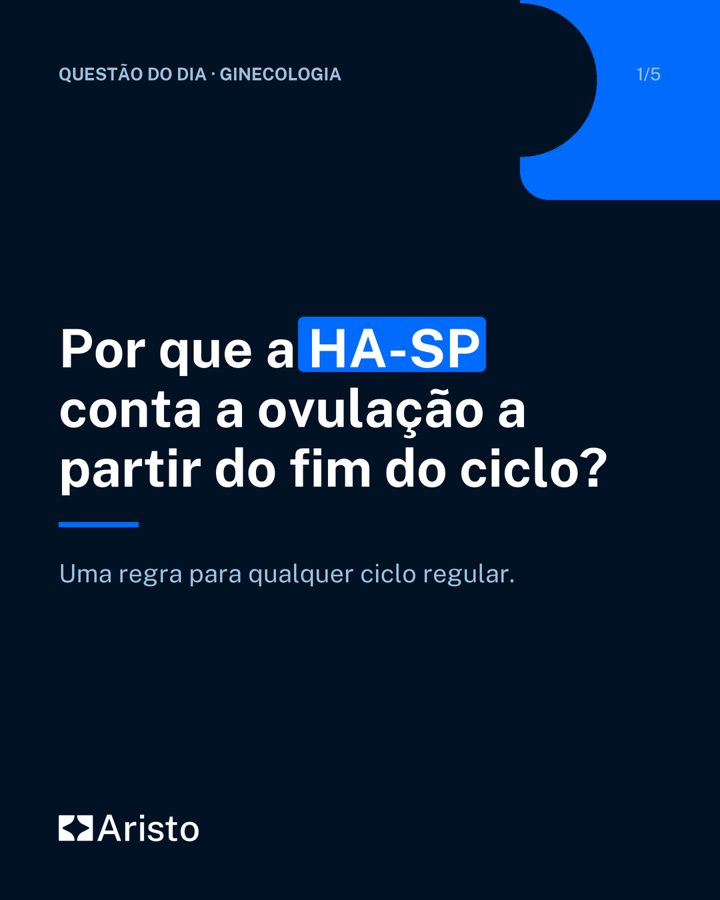 QUESTÃO DO DIA · GINECOLOGIA
1/5
Por que a HA-SP
conta a ovulação a
partir do fim do ciclo?
Uma regra para qualquer ciclo regular.
Aristo